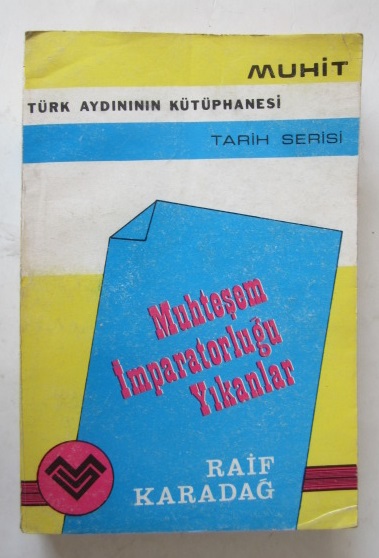 MUHİT
TÜRK AYDINININ KÜTÜPHANESİ
TARİH SERİSİ
Muhteşem
İmparatorluğu
Yıkanlar
RAİF
KARADAĞ